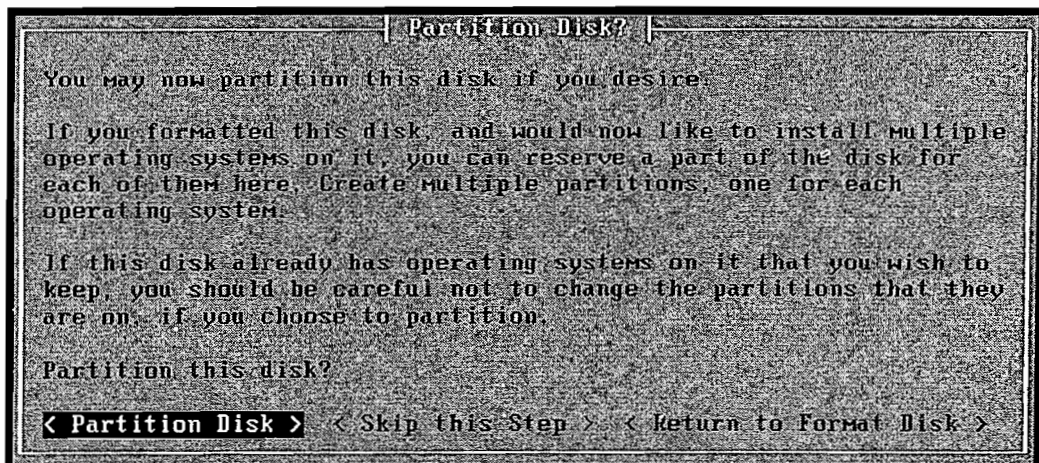 Partition Disk?
You may now partition this disk if you desire.
If you formatted this disk, and would now like to install multiple
operating systems on it, you can reserve a part of the disk for
each of them here. Create multiple partitions, one for each
operating system.
If this disk already has operating systems on it that you wish to
keep, you should be careful not to change the partitions that they
are on, if you choose to partition.
Partition this disk?
< Partition Disk > < Skip this Step > < Return to Format Disk >